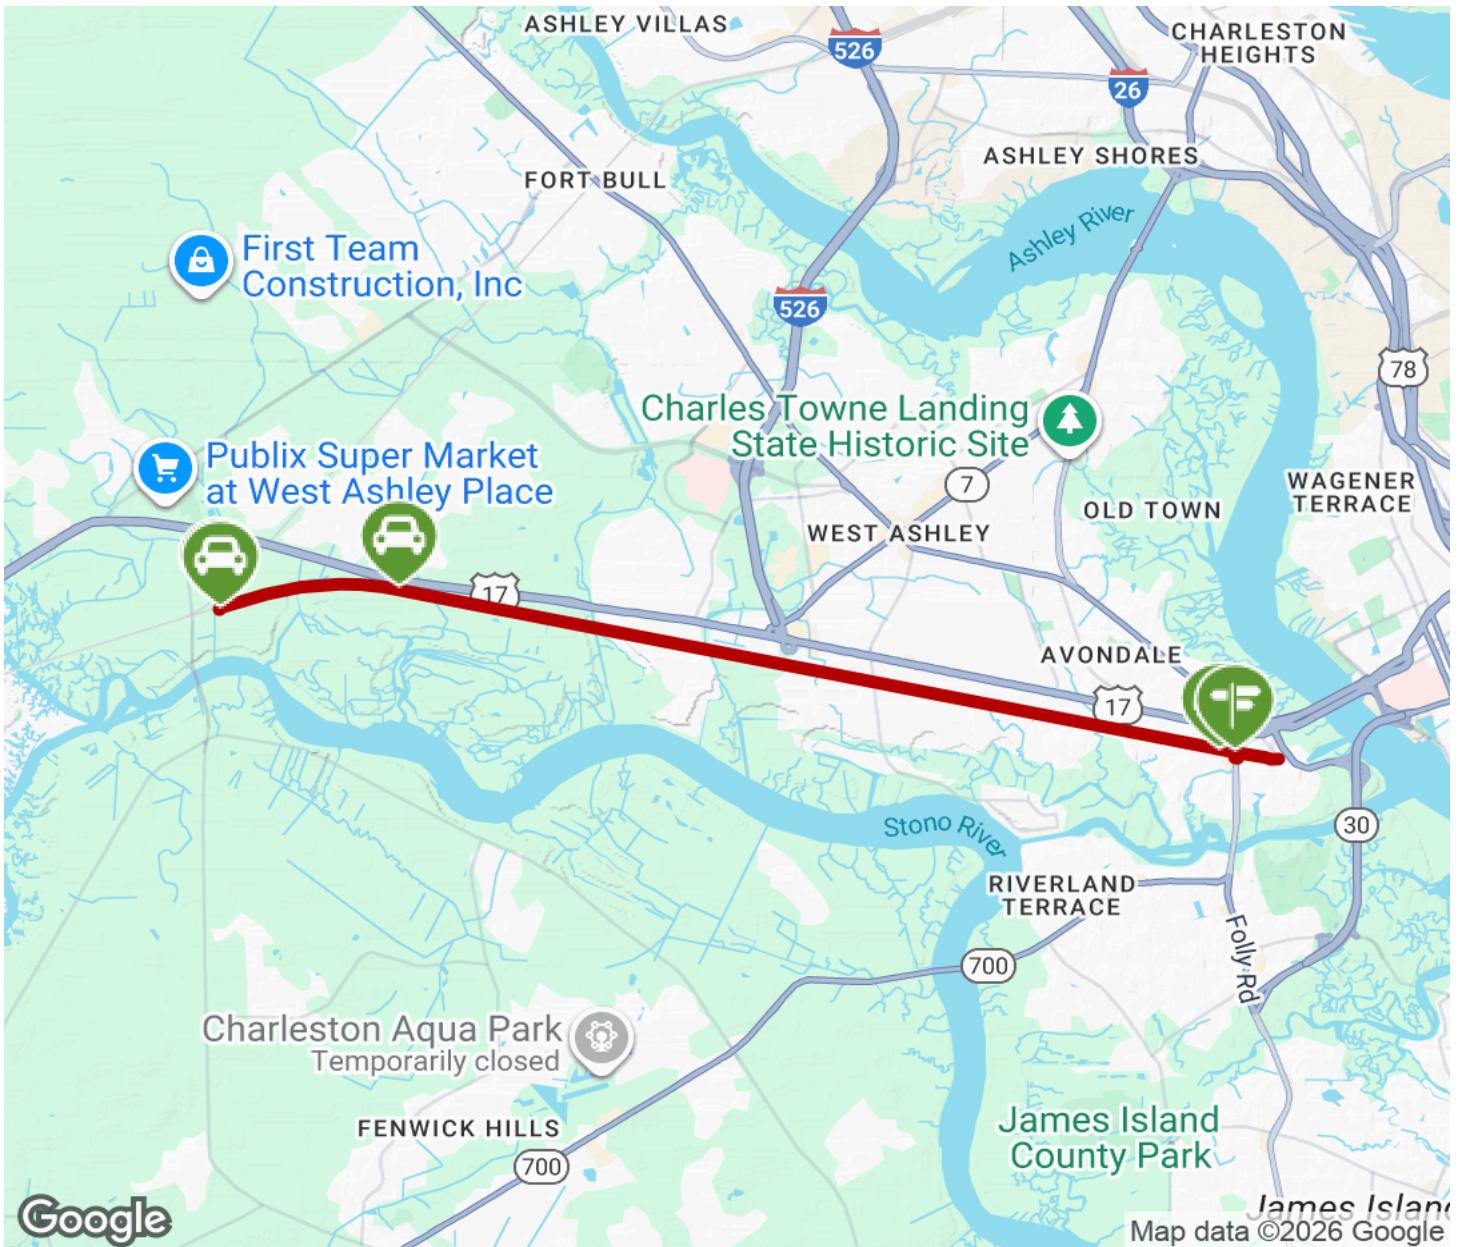 ASHLEY VILLAS
CHARLESTON
HEIGHTS
526
26
ASHLEY SHORES
FORT BULL
Ashley River
First Team
Construction, Inc
526
78
Charles Towne Landing
State Historic Site
Publix Super Market
at West Ashley Place
7
WAGENER
TERRACE
OLD TOWN
WEST ASHLEY
17
AVONDALE
17
Stono River
30
RIVERLAND
TERRACE
Folly Rd
700
Charleston Aqua Park
Temporarily closed
James Island
County Park
FENWICK HILLS
700
James Islan
Google
Map data ©2026 Google